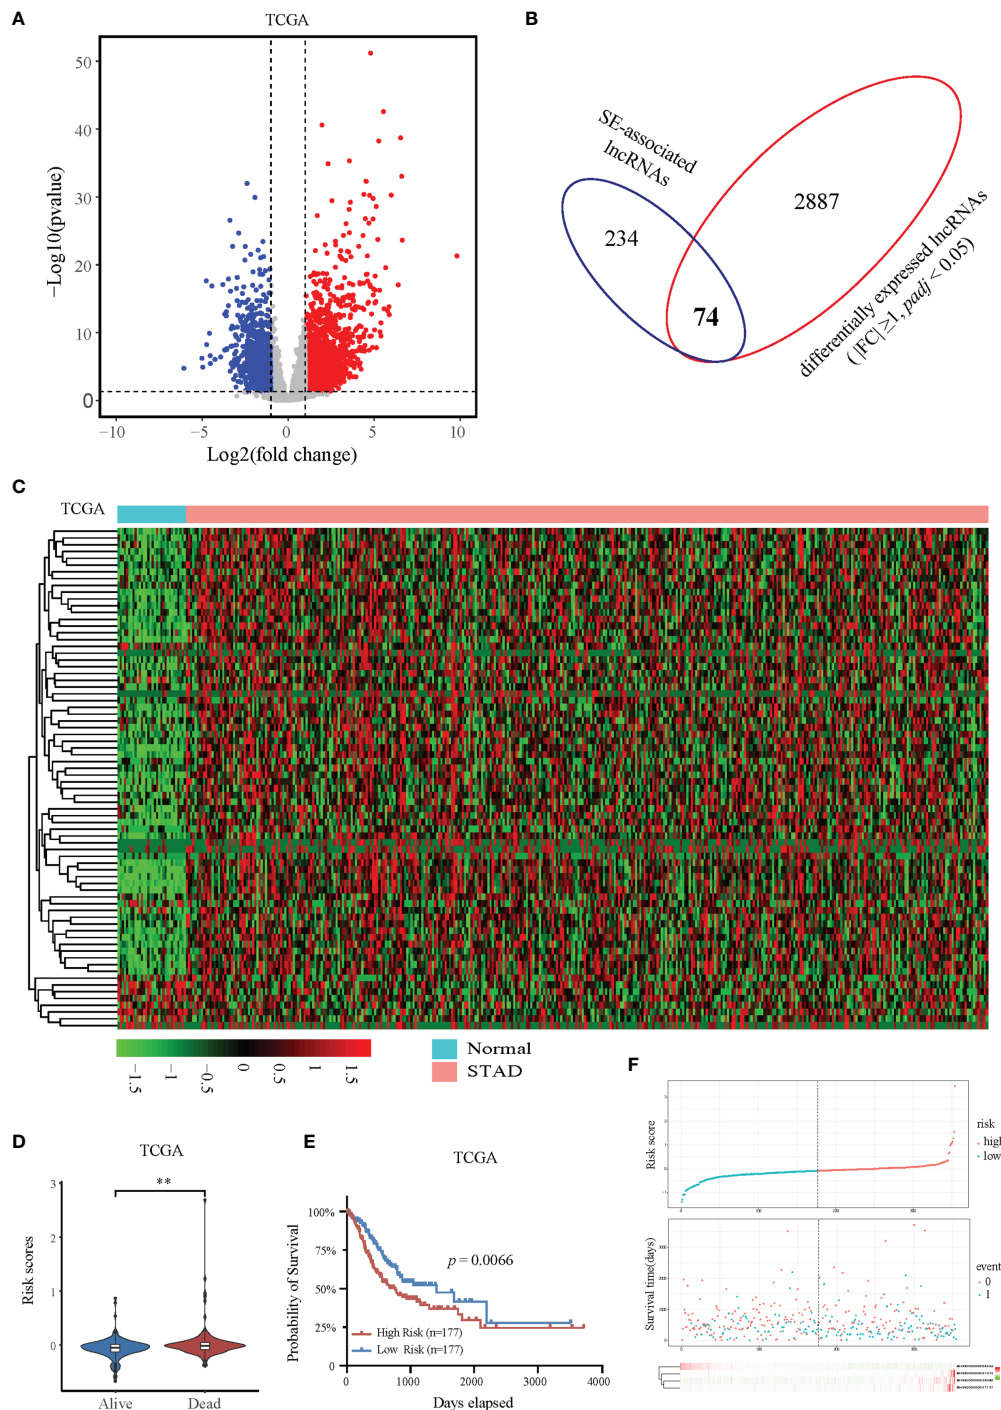 A
TCGA
−Log10(pvalue)
50
40
30
20
10
0
−10
−5
0
5
10
Log2(fold change)
B
SE-associated
lncRNAs
234
74
2887
differentially expressed lncRNAs
(|FC|≥1, padj < 0.05)
C
TCGA
−1.5
−1
−0.5
0
0.5
1
1.5
Normal
STAD
D
TCGA
**
Risk scores
3
2
1
0
Alive
Dead
E
TCGA
Probability of Survival
100%
75%
50%
25%
0
p = 0.0066
High Risk (n=177)
Low Risk (n=177)
0
1000
2000
3000
4000
Days elapsed
F
Risk score
risk
high
low
Survival time(days)
event
0
1